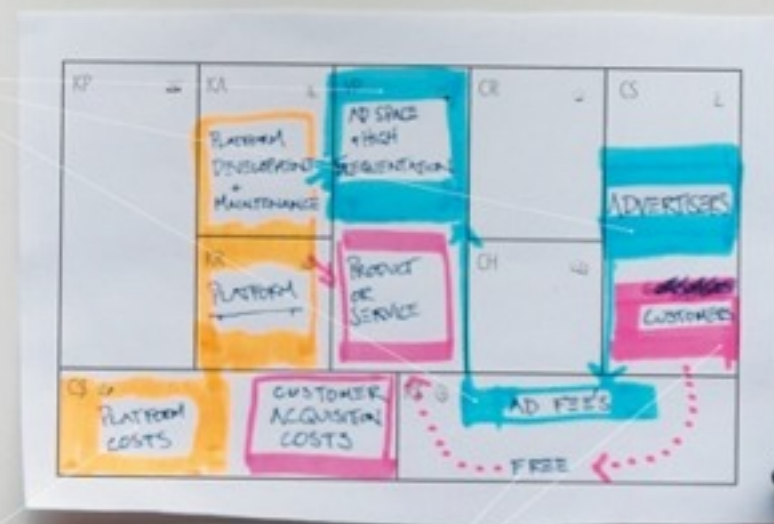 KP
KA
PLATFORM
DEVELOPMENT
+
MAINTENANCE
KR
PLATFORM
VP
AD SPACE
+ HIGH
SEGMENTATION
PRODUCT
OR
SERVICE
CR
CH
CS
ADVERTISERS
CUSTOMERS
C$
PLATFORM
COSTS
CUSTOMER
ACQUISITION
COSTS
AD FEES
FREE